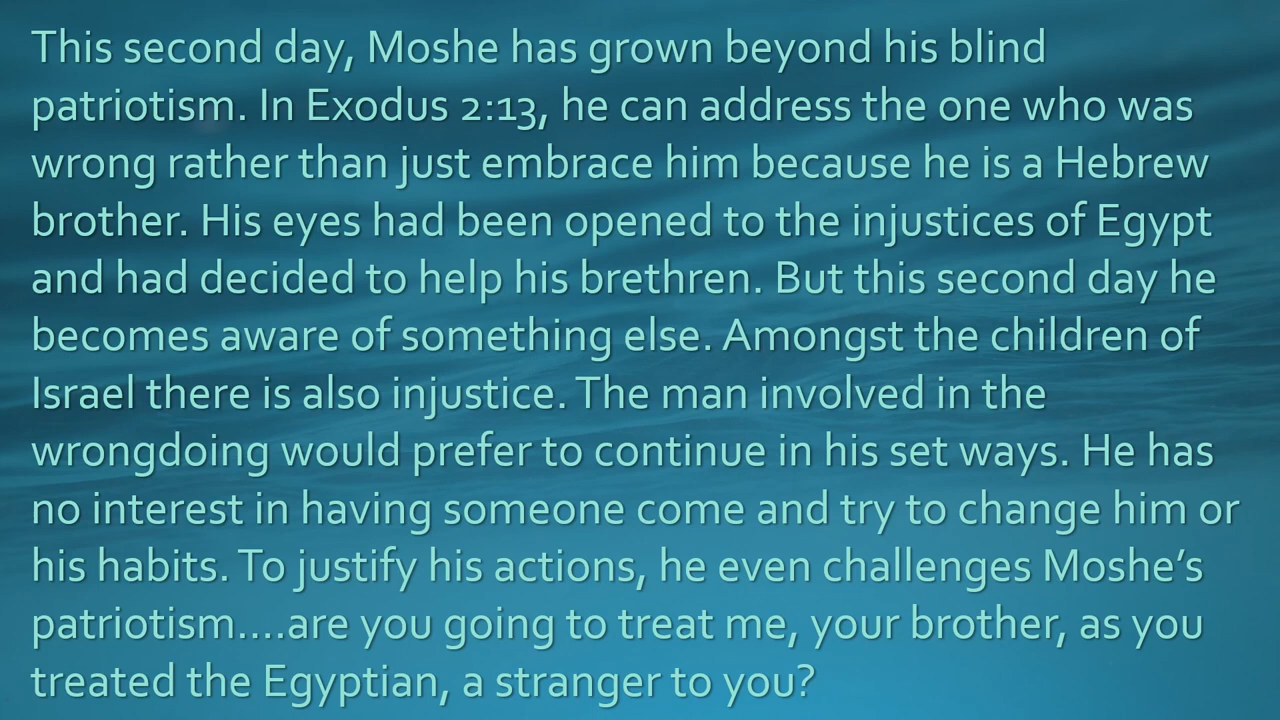 This second day, Moshe has grown beyond his blind
patriotism. In Exodus 2:13, he can address the one who was
wrong rather than just embrace him because he is a Hebrew
brother. His eyes had been opened to the injustices of Egypt
and had decided to help his brethren. But this second day he
becomes aware of something else. Amongst the children of
Israel there is also injustice. The man involved in the
wrongdoing would prefer to continue in his set ways. He has
no interest in having someone come and try to change him or
his habits. To justify his actions, he even challenges Moshe’s
patriotism….are you going to treat me, your brother, as you
treated the Egyptian, a stranger to you?